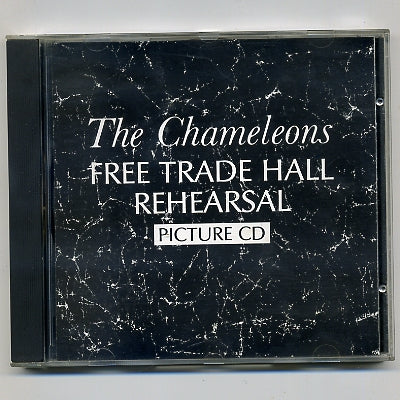 The Chameleons
FREE TRADE HALL
REHEARSAL
PICTURE CD